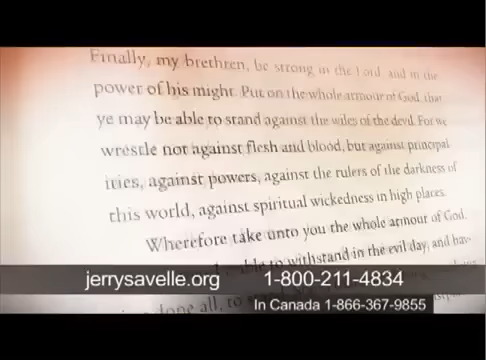 Finally, my brethren, be strong in the Lord and in the
power of his might. Put on the whole armour of God, that
ye may be able to stand against the wiles of the devil. For we
wrestle not against flesh and blood, but against principal
ities, against powers, against the rulers of the darkness of
this world, against spiritual wickedness in high places.
Wherefore take unto you the whole armour of God,
to withstand in the evil day, and hav-
jerrysavelle.org 1-800-211-4834
In Canada 1-866-367-9855
done all, to